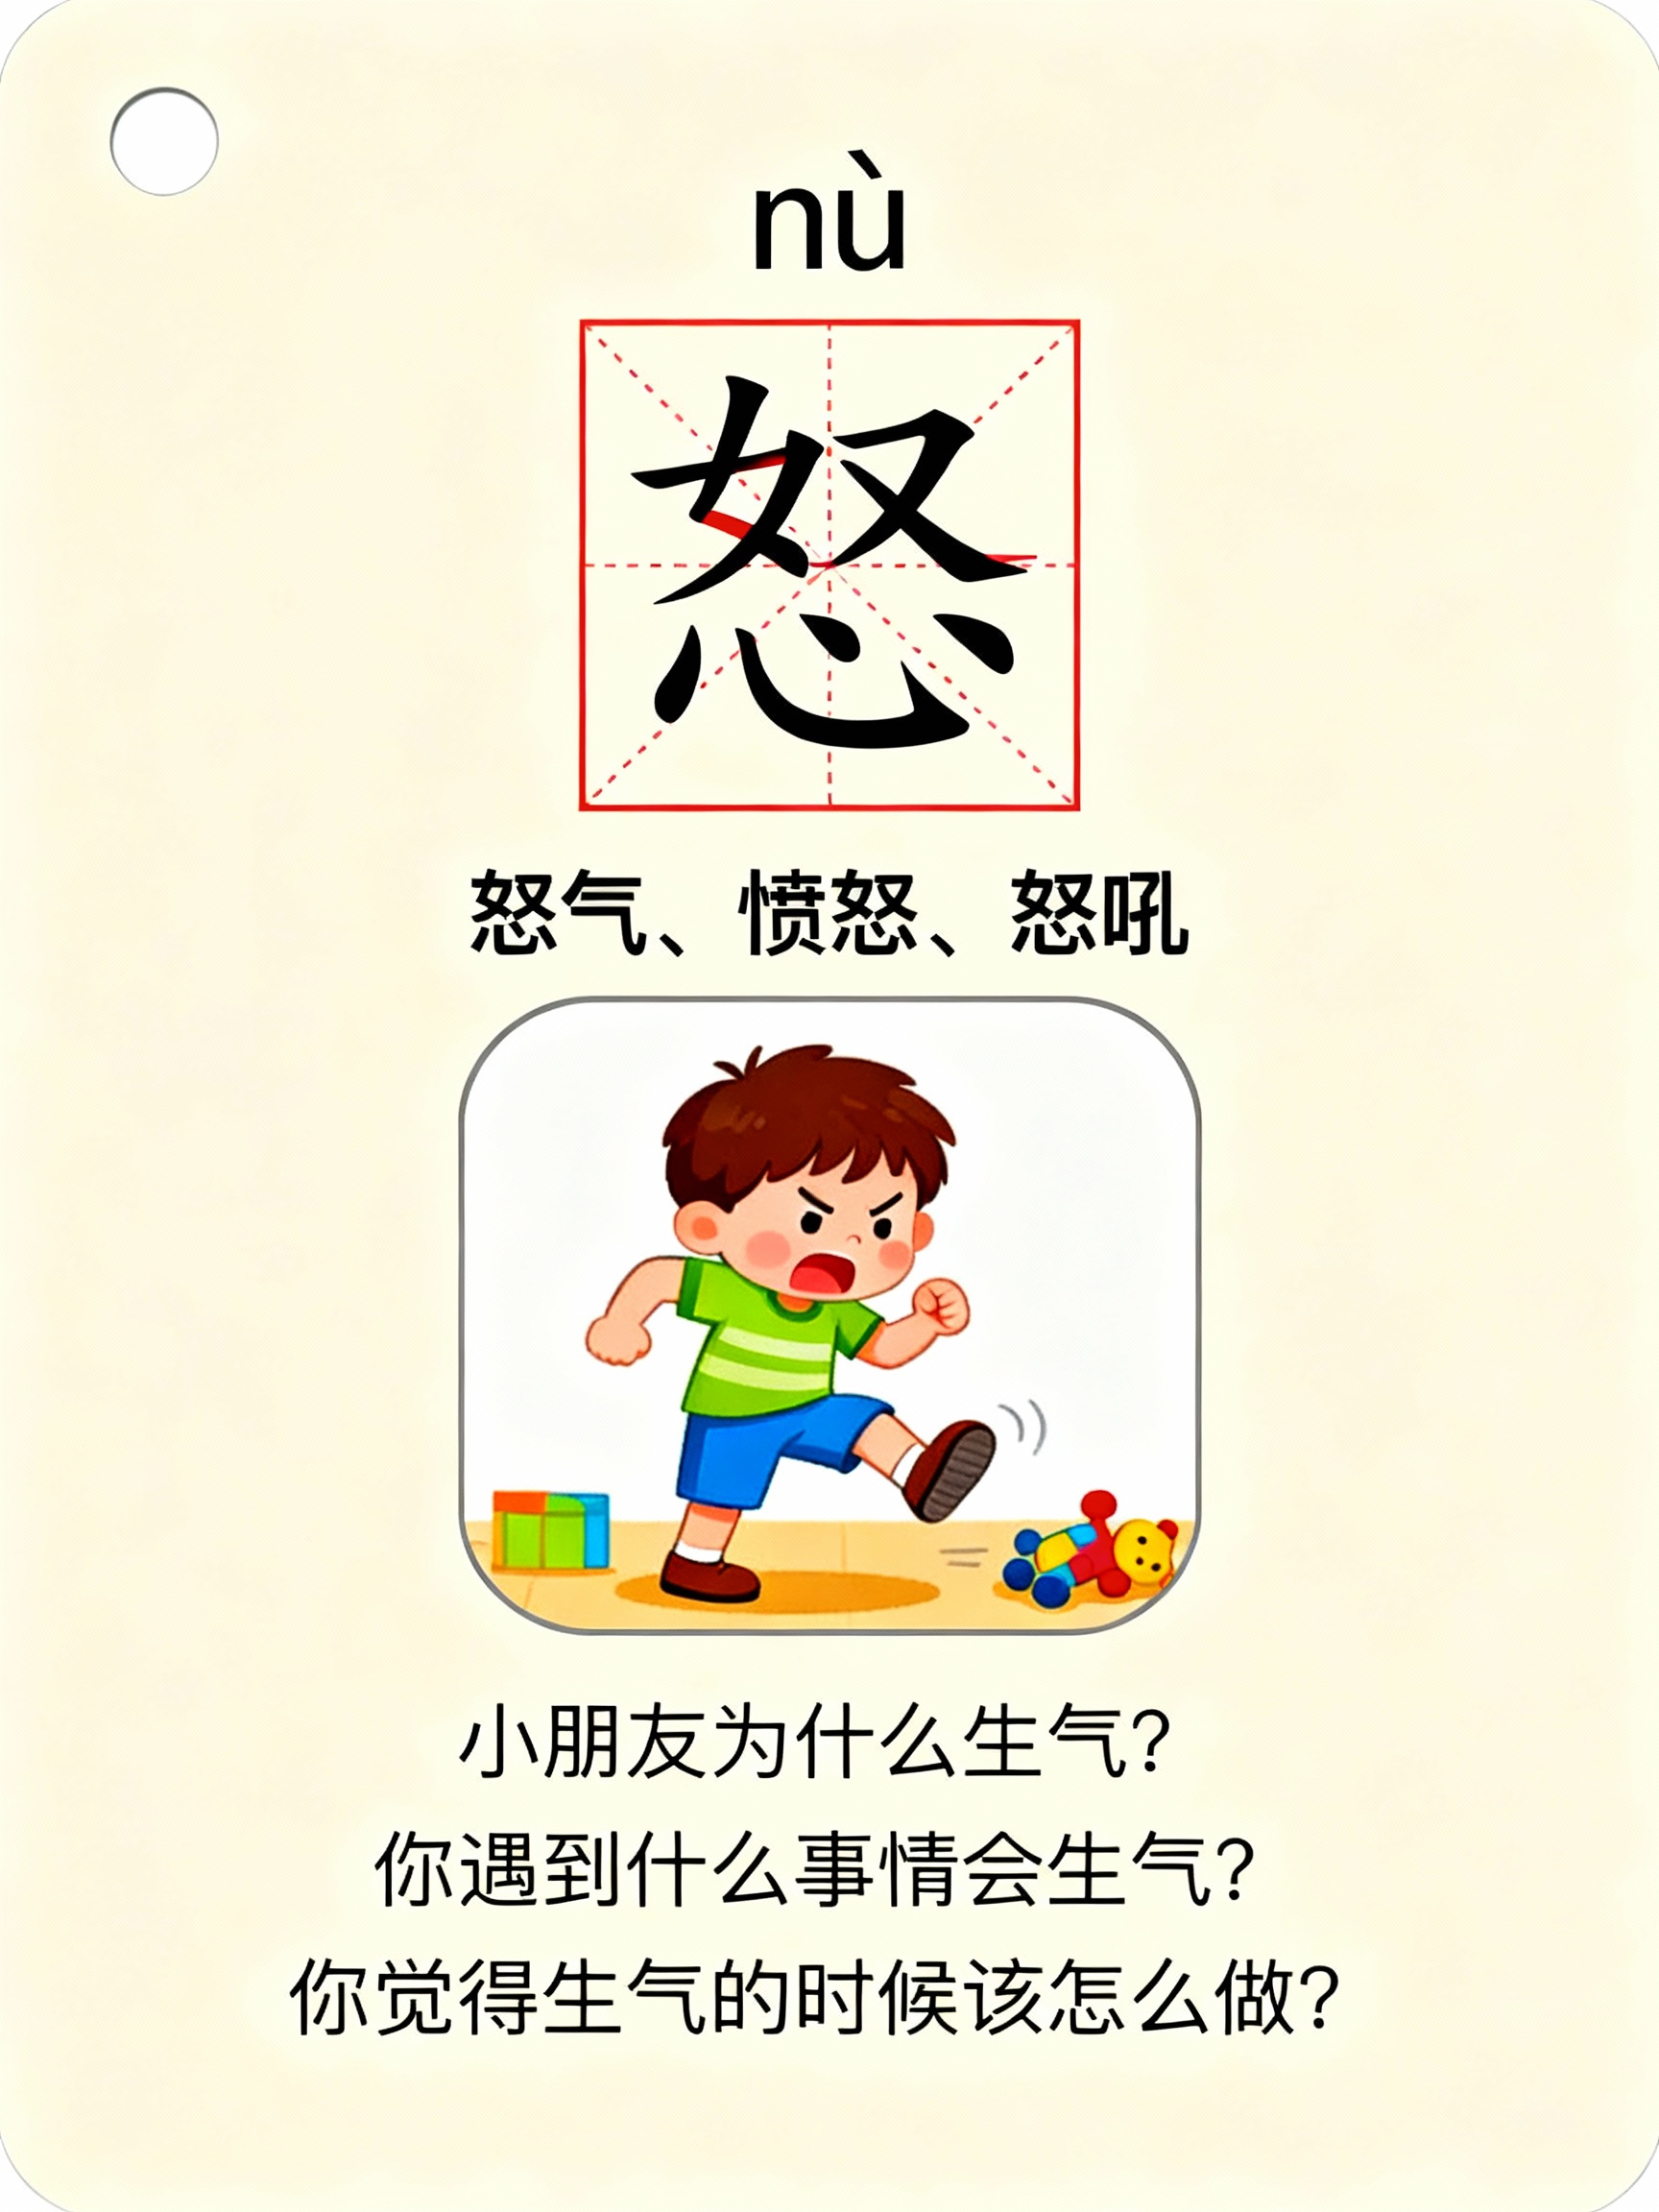 nù
怒
怒气、愤怒、怒吼
小朋友为什么生气？
你遇到什么事情会生气？
你觉得生气的时候该怎么做？